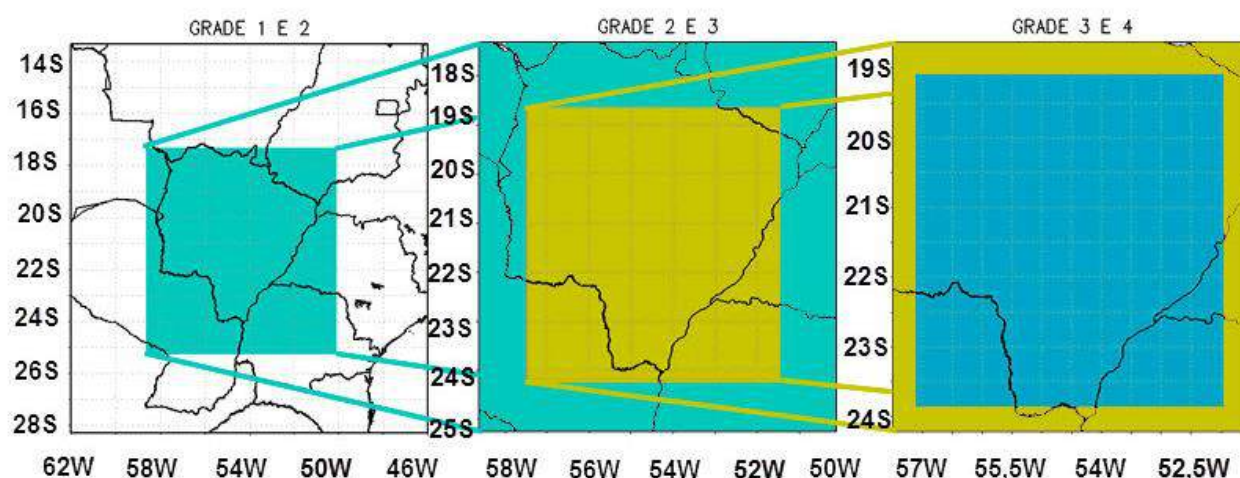 GRADE 1 E 2
14S
16S
18S
20S
22S
24S
26S
28S
62W 58W 54W 50W 46W
GRADE 2 E 3
18S
19S
20S
21S
22S
23S
24S
25S
58W 56W 54W 52W 50W
GRADE 3 E 4
19S
20S
21S
22S
23S
24S
57W 55.5W 54W 52.5W